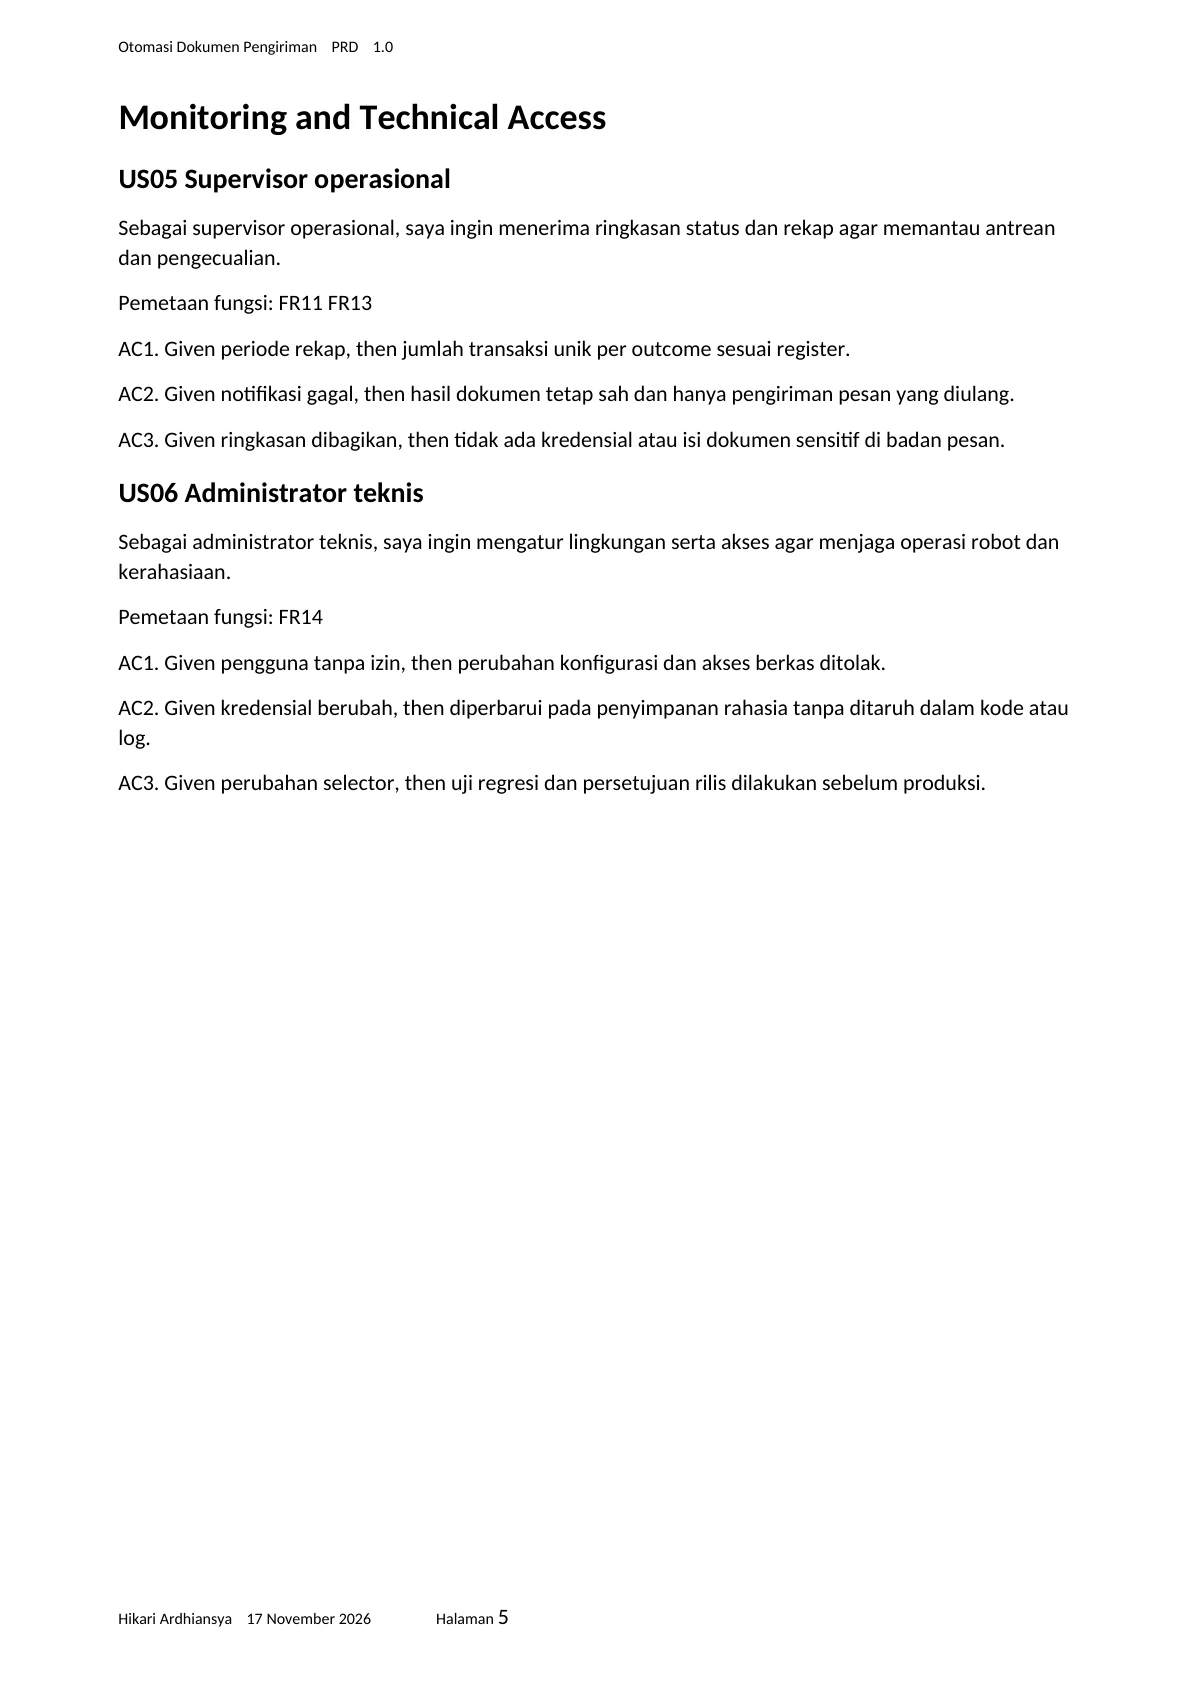 Otomasi Dokumen Pengiriman PRD 1.0
Monitoring and Technical Access
US05 Supervisor operasional
Sebagai supervisor operasional, saya ingin menerima ringkasan status dan rekap agar memantau antrean
dan pengecualian.
Pemetaan fungsi: FR11 FR13
AC1. Given periode rekap, then jumlah transaksi unik per outcome sesuai register.
AC2. Given notifikasi gagal, then hasil dokumen tetap sah dan hanya pengiriman pesan yang diulang.
AC3. Given ringkasan dibagikan, then tidak ada kredensial atau isi dokumen sensitif di badan pesan.
US06 Administrator teknis
Sebagai administrator teknis, saya ingin mengatur lingkungan serta akses agar menjaga operasi robot dan
kerahasiaan.
Pemetaan fungsi: FR14
AC1. Given pengguna tanpa izin, then perubahan konfigurasi dan akses berkas ditolak.
AC2. Given kredensial berubah, then diperbarui pada penyimpanan rahasia tanpa ditaruh dalam kode atau
log.
AC3. Given perubahan selector, then uji regresi dan persetujuan rilis dilakukan sebelum produksi.
Hikari Ardhiansya 17 November 2026 Halaman 5